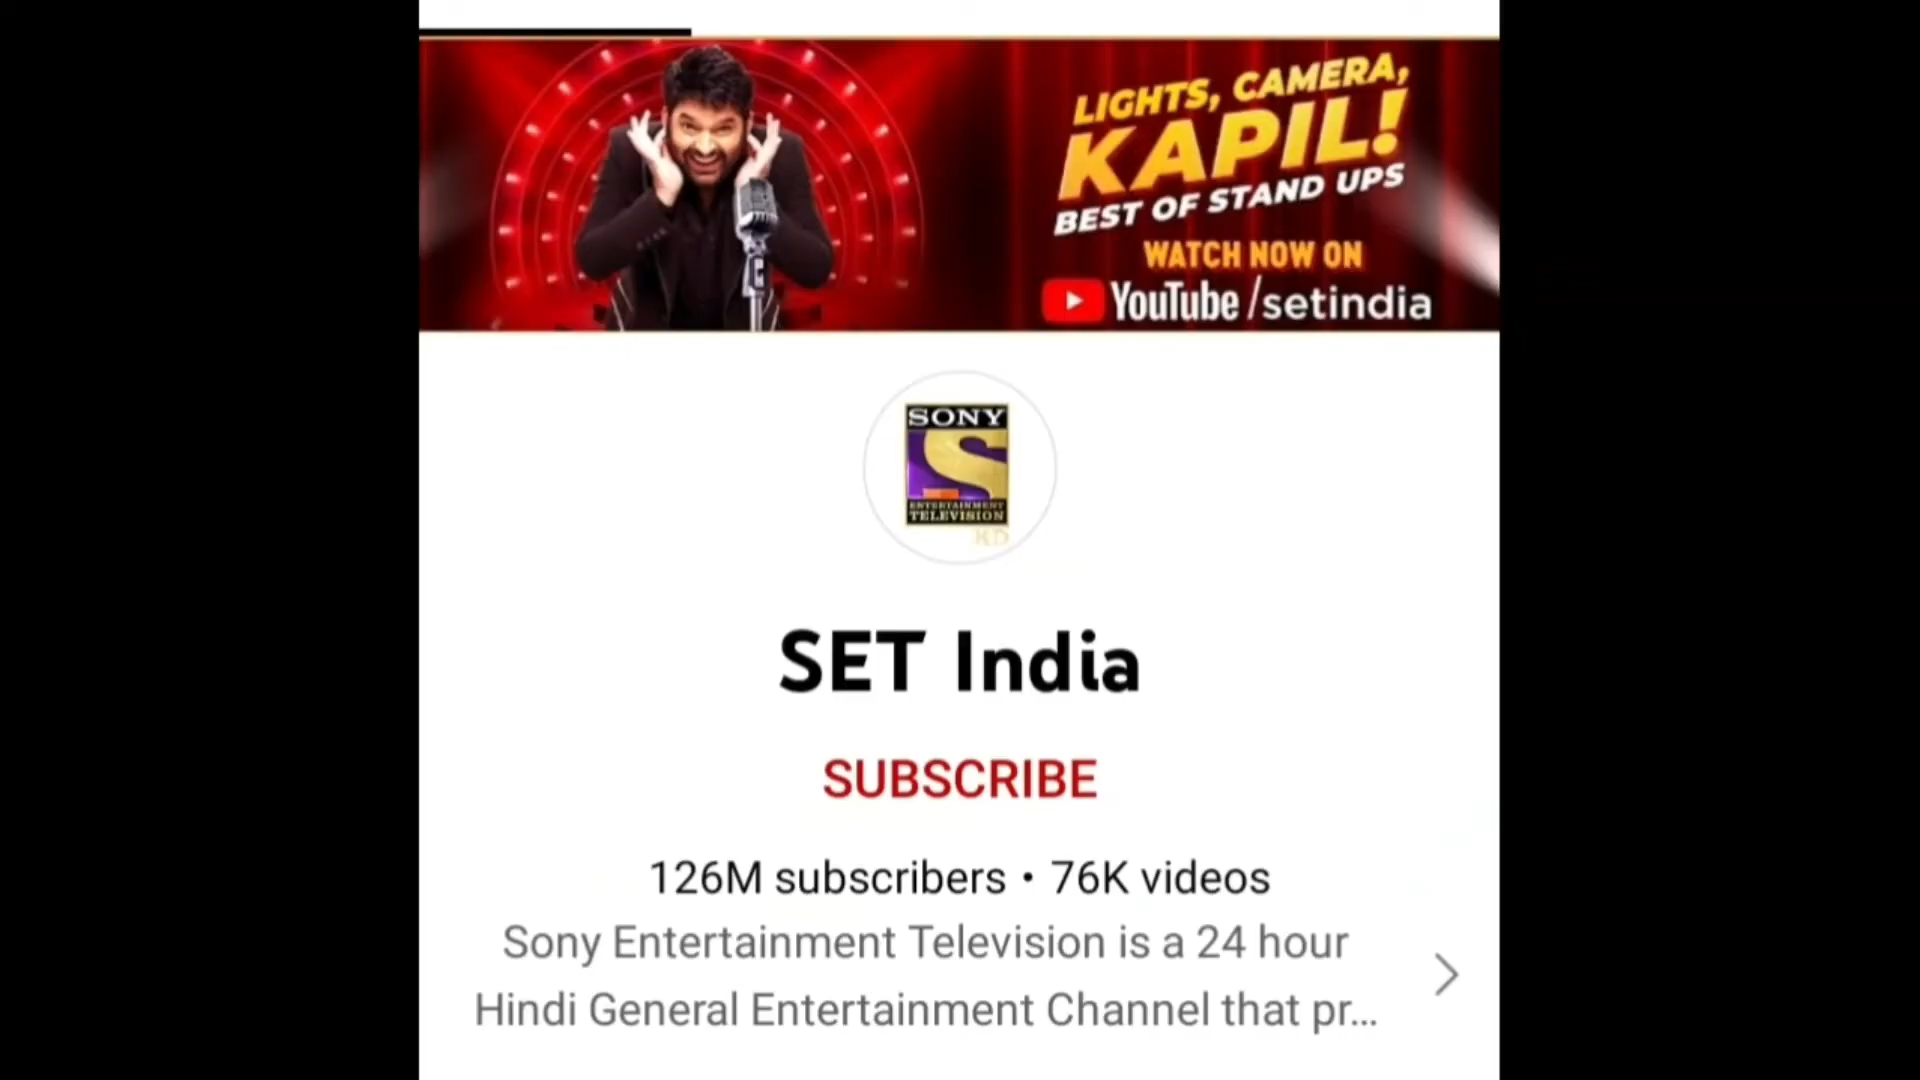 LIGHTS, CAMERA,
KAPIL!
BEST OF STAND UPS
WATCH NOW ON
YouTube/setindia
SONY
ENTERTAINMENT
TELEVISION
HD
SET India
SUBSCRIBE
126M subscribers • 76K videos
Sony Entertainment Television is a 24 hour
Hindi General Entertainment Channel that pr...